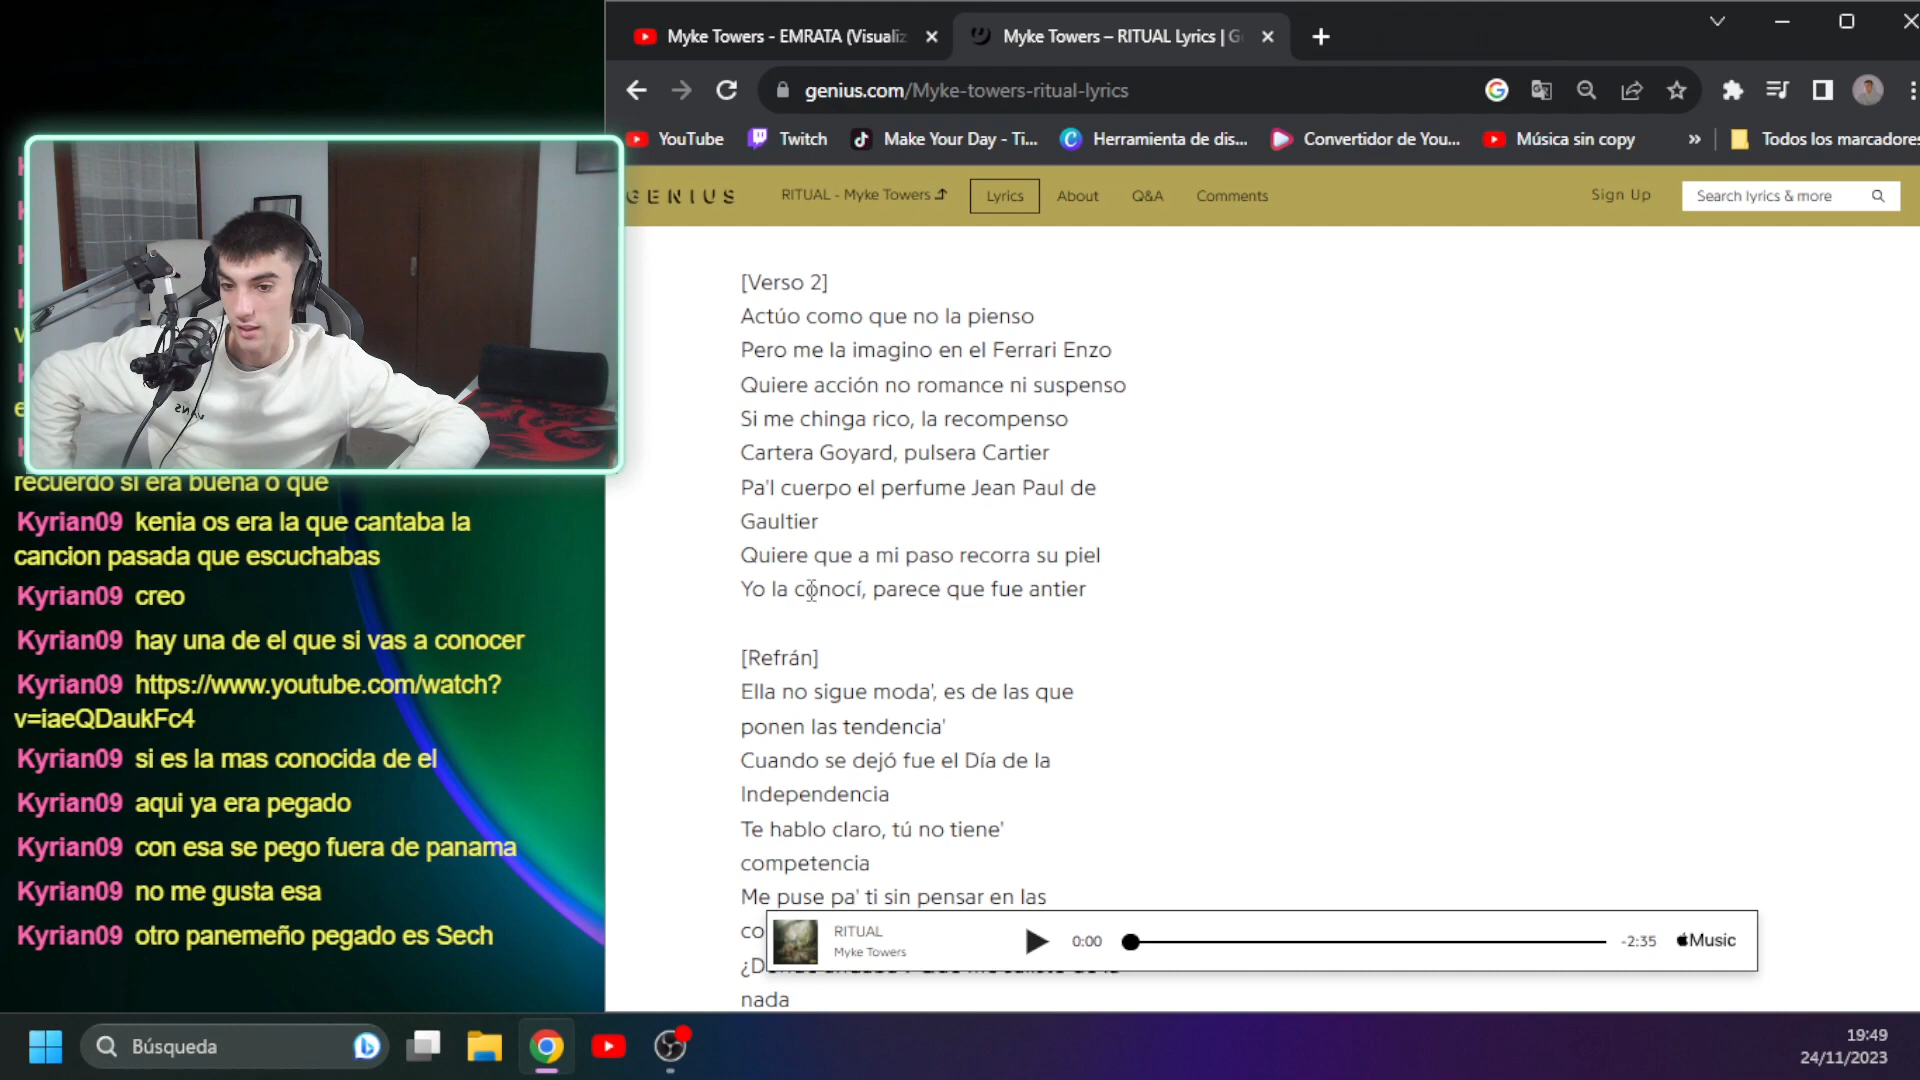 Myke Towers - EMRATA (Visualiz
Myke Towers – RITUAL Lyrics | G
genius.com/Myke-towers-ritual-lyrics
YouTube
Twitch
Make Your Day - Ti...
Herramienta de dis...
Convertidor de You...
Música sin copy
»
Todos los marcadores
GENIUS
RITUAL - Myke Towers
Lyrics
About
Q&A
Comments
Sign Up
Search lyrics & more
[Verso 2]
Actúo como que no la pienso
Pero me la imagino en el Ferrari Enzo
Quiere acción no romance ni suspenso
Si me chinga rico, la recompenso
Cartera Goyard, pulsera Cartier
Pa'l cuerpo el perfume Jean Paul de
Gaultier
Quiere que a mi paso recorra su piel
Yo la conocí, parece que fue antier
[Refrán]
Ella no sigue moda', es de las que
ponen las tendencia'
Cuando se dejó fue el Día de la
Independencia
Te hablo claro, tú no tiene'
competencia
Me puse pa' ti sin pensar en las
co
nada
RITUAL
Myke Towers
0:00
-2:35
Music
recuerdo si era buena o que
Kyrian09 kenia os era la que cantaba la
cancion pasada que escuchabas
Kyrian09 creo
Kyrian09 hay una de el que si vas a conocer
Kyrian09 https://www.youtube.com/watch?
v=iaeQDaukFc4
Kyrian09 si es la mas conocida de el
Kyrian09 aqui ya era pegado
Kyrian09 con esa se pego fuera de panama
Kyrian09 no me gusta esa
Kyrian09 otro panemeño pegado es Sech
Búsqueda
19:49
24/11/2023